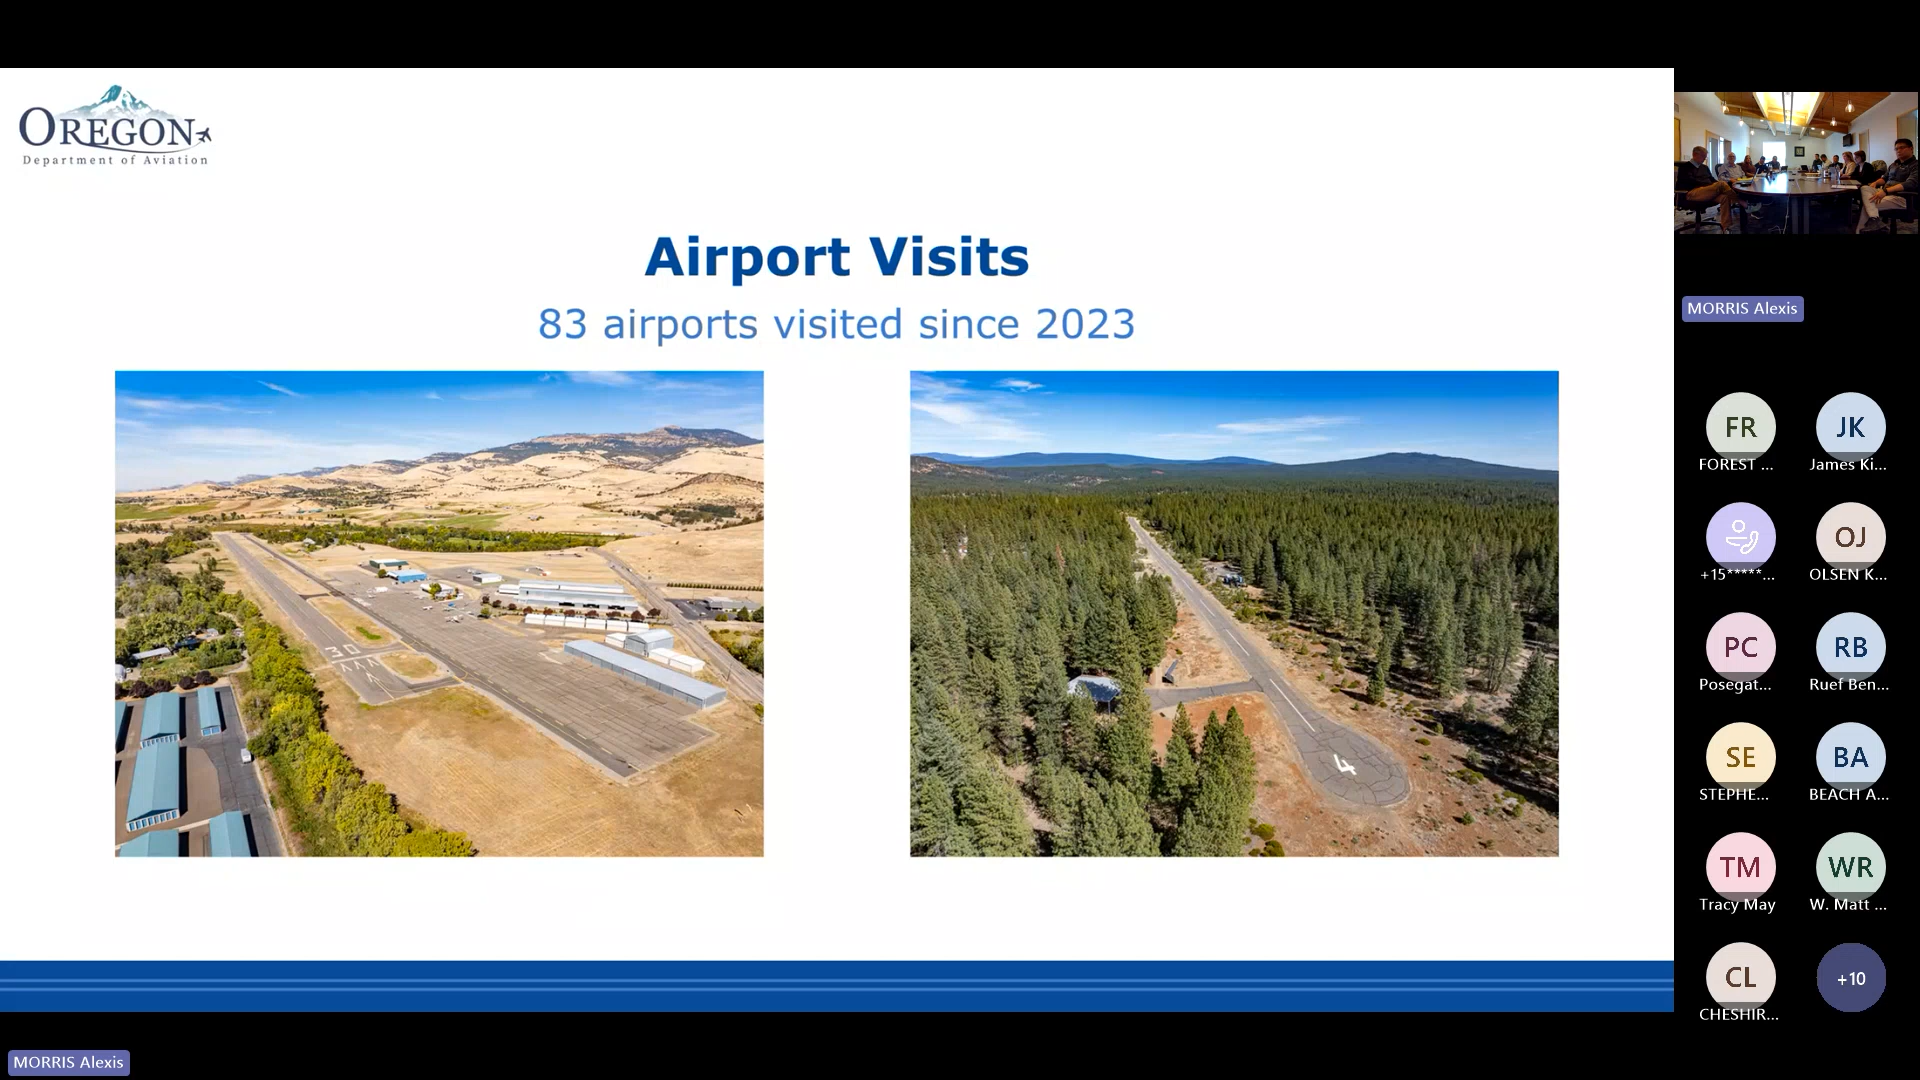 OREGON
Department of Aviation
Airport Visits
83 airports visited since 2023
30
4
MORRIS Alexis
FR
FOREST ...
JK
James Ki...
+15*****...
OJ
OLSEN K...
PC
Posegat...
RB
Ruef Ben...
SE
STEPHE...
BA
BEACH A...
TM
Tracy May
WR
W. Matt ...
CL
CHESHIR...
+10
MORRIS Alexis